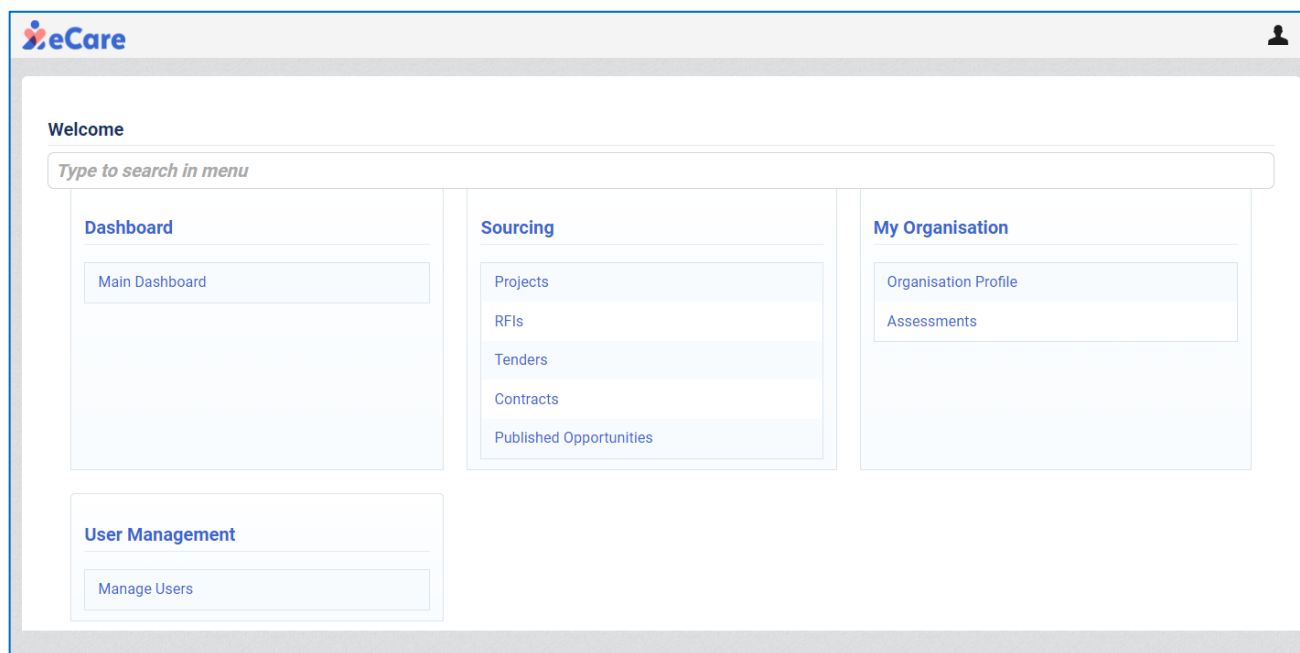 eCare
Welcome
Type to search in menu
Dashboard
Main Dashboard
Sourcing
Projects
RFIs
Tenders
Contracts
Published Opportunities
My Organisation
Organisation Profile
Assessments
User Management
Manage Users